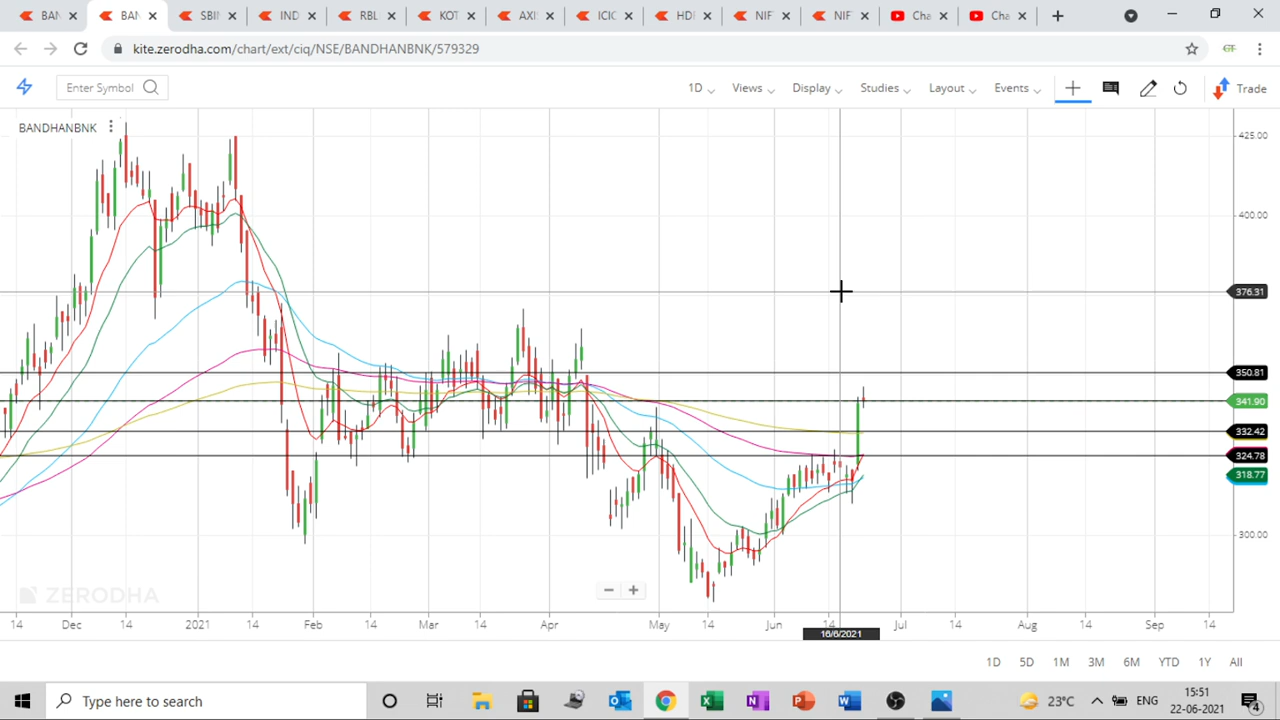 BAN
BAN
SBIN
IND
RBL
KOT
AXIS
ICIC
HDF
NIF
NIF
Cha
Cha
kite.zerodha.com/chart/ext/ciq/NSE/BANDHANBNK/579329
Enter Symbol
1D
Views
Display
Studies
Layout
Events
Trade
BANDHANBNK
425.00
400.00
376.31
350.81
341.90
332.42
324.78
318.77
300.00
ZERODHA
14 Dec 14 2021 14 Feb 14 Mar 14 Apr May 14 Jun 14 Jul 14 Aug 14 Sep 14
16/6/2021
1D 5D 1M 3M 6M YTD 1Y All
Type here to search
23°C
ENG
15:51
22-06-2021
4